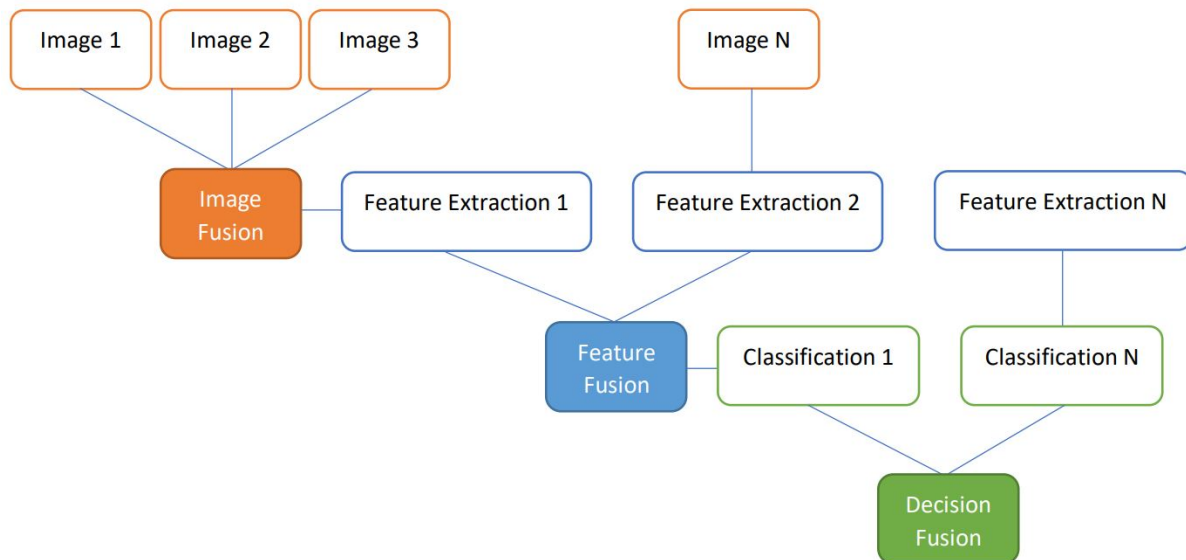 Image 1
Image 2
Image 3
Image N
Image
Fusion
Feature Extraction 1
Feature Extraction 2
Feature Extraction N
Feature
Fusion
Classification 1
Classification N
Decision
Fusion